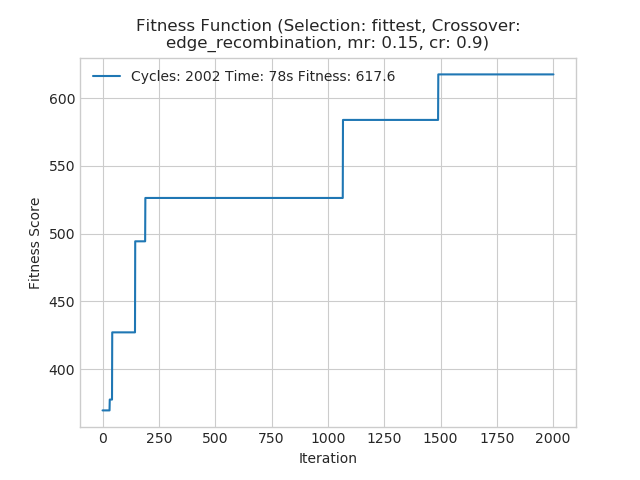 Fitness Function (Selection: fittest, Crossover:
edge_recombination, mr: 0.15, cr: 0.9)
Cycles: 2002 Time: 78s Fitness: 617.6
600
550
500
450
400
Fitness Score
0 250 500 750 1000 1250 1500 1750 2000
Iteration